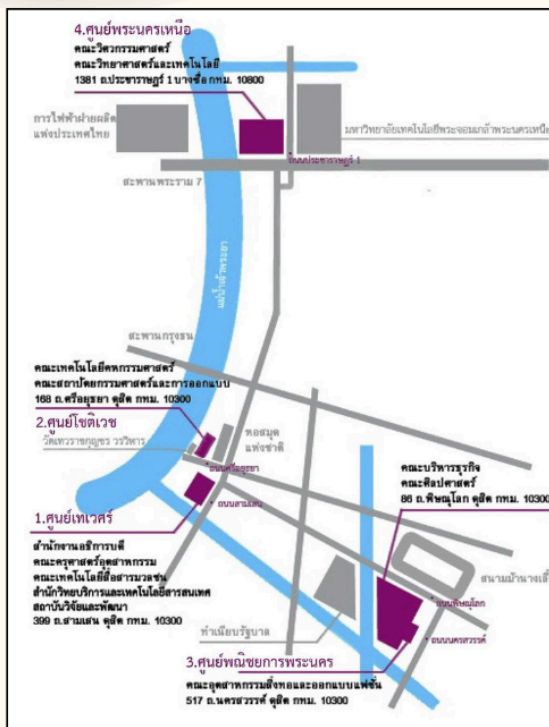 4.ศูนย์พระนครเหนือ
คณะวิศวกรรมศาสตร์
คณะวิทยาศาสตร์และเทคโนโลยี
1381 ถ.ประชาราษฎร์ 1 บางซื่อ กทม. 10800
การไฟฟ้าฝ่ายผลิต
แห่งประเทศไทย
มหาวิทยาลัยเทคโนโลยีพระจอมเกล้าพระนครเหนือ
ถนนประชาราษฎร์ 1
สะพานพระราม 7
แม่น้ำเจ้าพระยา
สะพานกรุงธน
คณะเทคโนโลยีคหกรรมศาสตร์
คณะสถาปัตยกรรมศาสตร์และการออกแบบ
168 ถ.ศรีอยุธยา ดุสิต กทม. 10300
2.ศูนย์โชติเวช
วัดเทวราชกุญชร วรวิหาร
หอสมุด
แห่งชาติ
ถนนศรีอยุธยา
คณะบริหารธุรกิจ
คณะศิลปศาสตร์
86 ถ.พิษณุโลก ดุสิต กทม. 10300
1.ศูนย์เทเวศร์
ถนนสามเสน
สำนักงานอธิการบดี
คณะครุศาสตร์อุตสาหกรรม
คณะเทคโนโลยีสื่อสารมวลชน
สำนักวิทยบริการและเทคโนโลยีสารสนเทศ
สถาบันวิจัยและพัฒนา
399 ถ.สามเสน ดุสิต กทม. 10300
สนามม้านางเลิ้
ถนนพิษณุโลก
ทำเนียบรัฐบาล
ถนนนครสวรรค์
3.ศูนย์พณิชยการพระนคร
คณะอุตสาหกรรมสิ่งทอและออกแบบแฟชั่น
517 ถ.นครสวรรค์ ดุสิต กทม. 10300